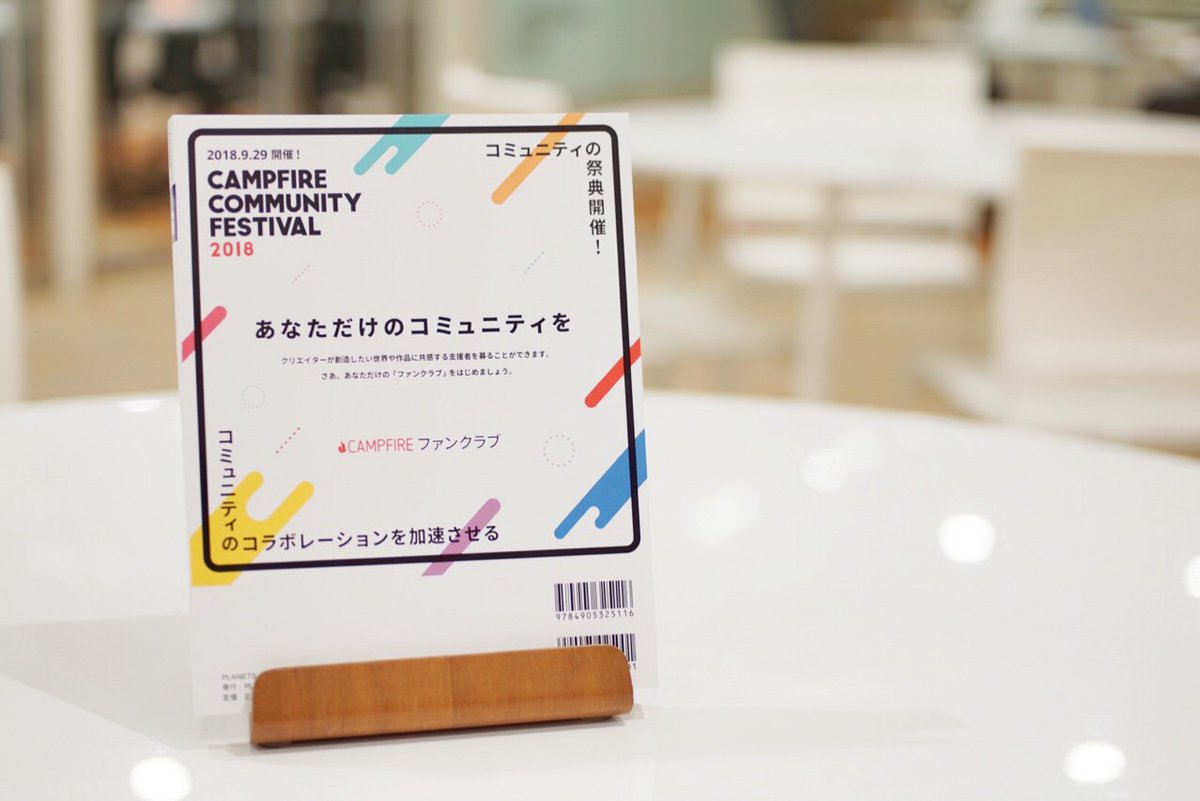 2018.9.29 開催！
CAMPFIRE
COMMUNITY
FESTIVAL
2018
コミュニティの祭典開催！
あなただけのコミュニティを
クリエイターが創造したい世界や作品に共感する支援者を募ることができます。
さあ、あなただけの「ファンクラブ」をはじめましょう。
CAMPFIRE ファンクラブ
コミュニティのコラボレーションを加速させる
9784905325116
PLANETS
発行
定価